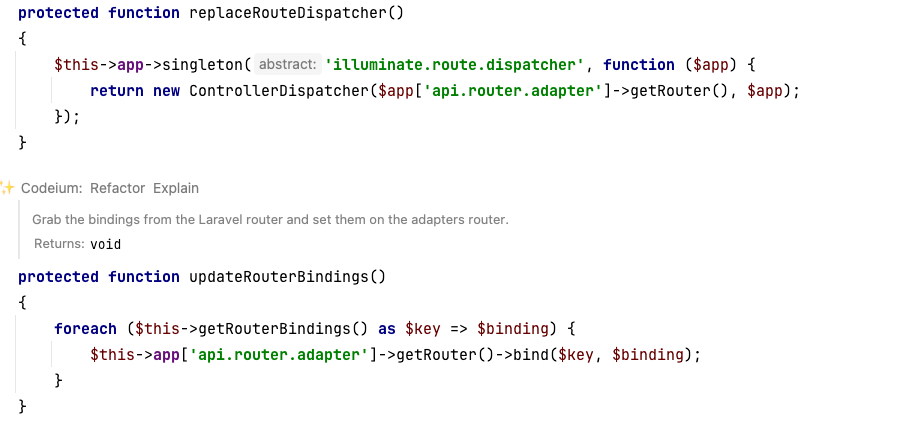 protected function replaceRouteDispatcher()
{
    $this->app->singleton( abstract: 'illuminate.route.dispatcher', function ($app) {
        return new ControllerDispatcher($app['api.router.adapter']->getRouter(), $app);
    });
}
✨ Codeium: Refactor Explain
Grab the bindings from the Laravel router and set them on the adapters router.
Returns: void
protected function updateRouterBindings()
{
    foreach ($this->getRouterBindings() as $key => $binding) {
        $this->app['api.router.adapter']->getRouter()->bind($key, $binding);
    }
}